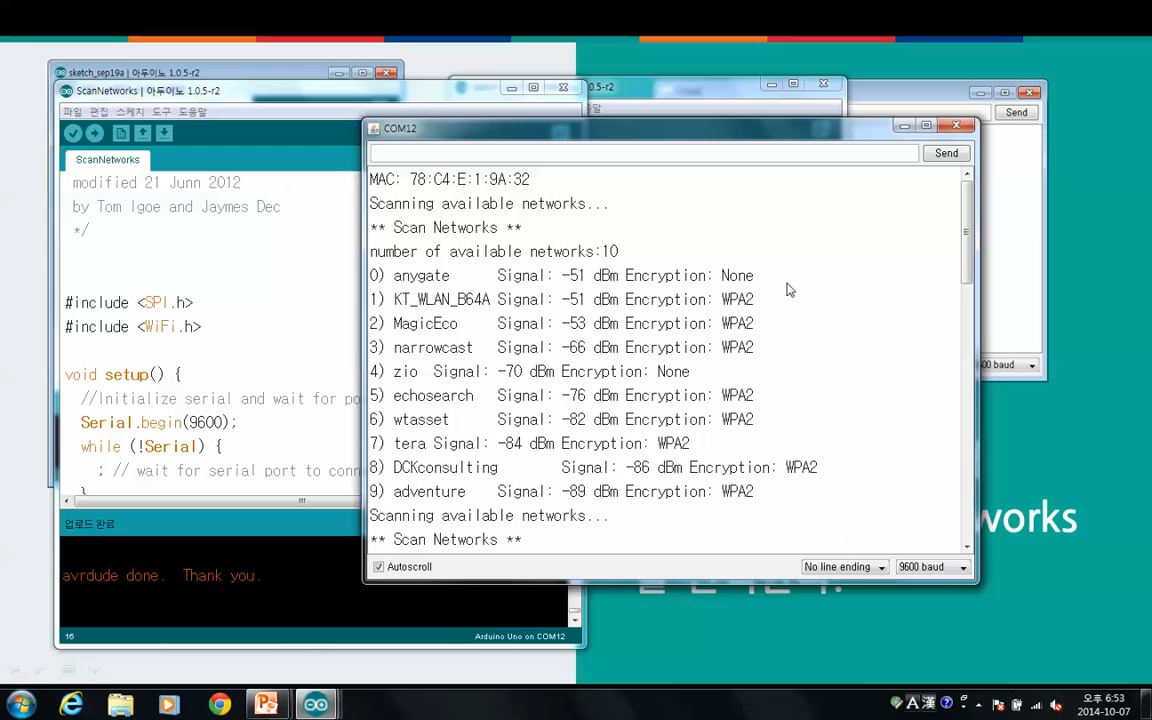 sketch_sep19a | 아두이노 1.0.5-r2
ScanNetworks | 아두이노 1.0.5-r2
파일 편집 스케치 도구 도움말
ScanNetworks
modified 21 Junn 2012
by Tom Igoe and Jaymes Dec
*/
#include <SPI.h>
#include <WiFi.h>
void setup() {
//Initialize serial and wait for po
Serial.begin(9600);
while (!Serial) {
; // wait for serial port to conn
}
업로드 완료
avrdude done.  Thank you.
16
Arduino Uno on COM12
0.5-r2
말
COM12
Send
MAC: 78:C4:E:1:9A:32
Scanning available networks...
** Scan Networks **
number of available networks:10
0) anygate Signal: -51 dBm Encryption: None
1) KT_WLAN_B64A Signal: -51 dBm Encryption: WPA2
2) MagicEco Signal: -53 dBm Encryption: WPA2
3) narrowcast Signal: -66 dBm Encryption: WPA2
4) zio Signal: -70 dBm Encryption: None
5) echosearch Signal: -76 dBm Encryption: WPA2
6) wtasset Signal: -82 dBm Encryption: WPA2
7) tera Signal: -84 dBm Encryption: WPA2
8) DCKconsulting Signal: -86 dBm Encryption: WPA2
9) adventure Signal: -89 dBm Encryption: WPA2
Scanning available networks...
** Scan Networks **
Autoscroll
No line ending
9600 baud
Send
00 baud
works
A 漢
오후 6:53
2014-10-07